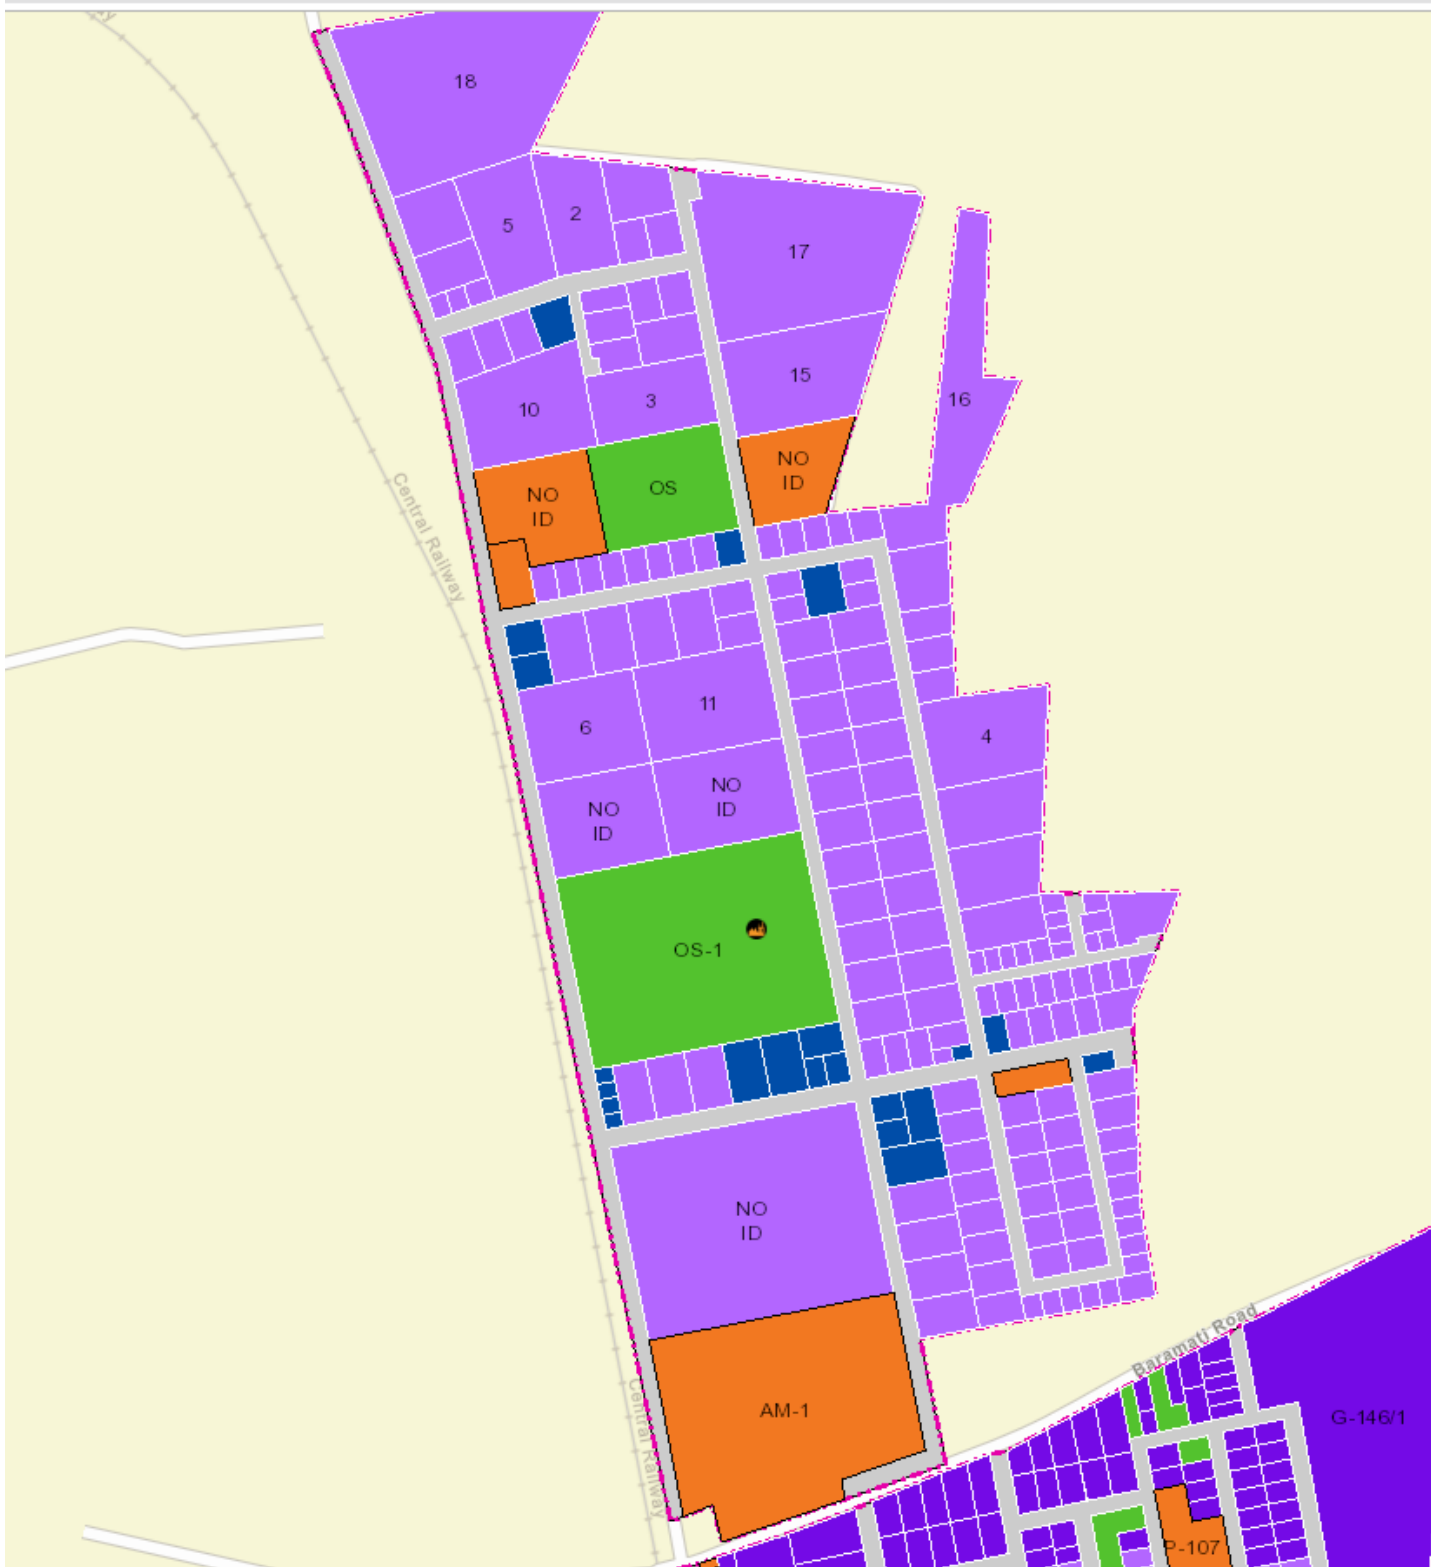 18
5
2
17
15
16
10
3
NO
ID
OS
NO
ID
Central Railway
6
11
4
NO
ID
NO
ID
OS-1
NO
ID
AM-1
Central Railway
Baramati Road
G-146/1
P-107